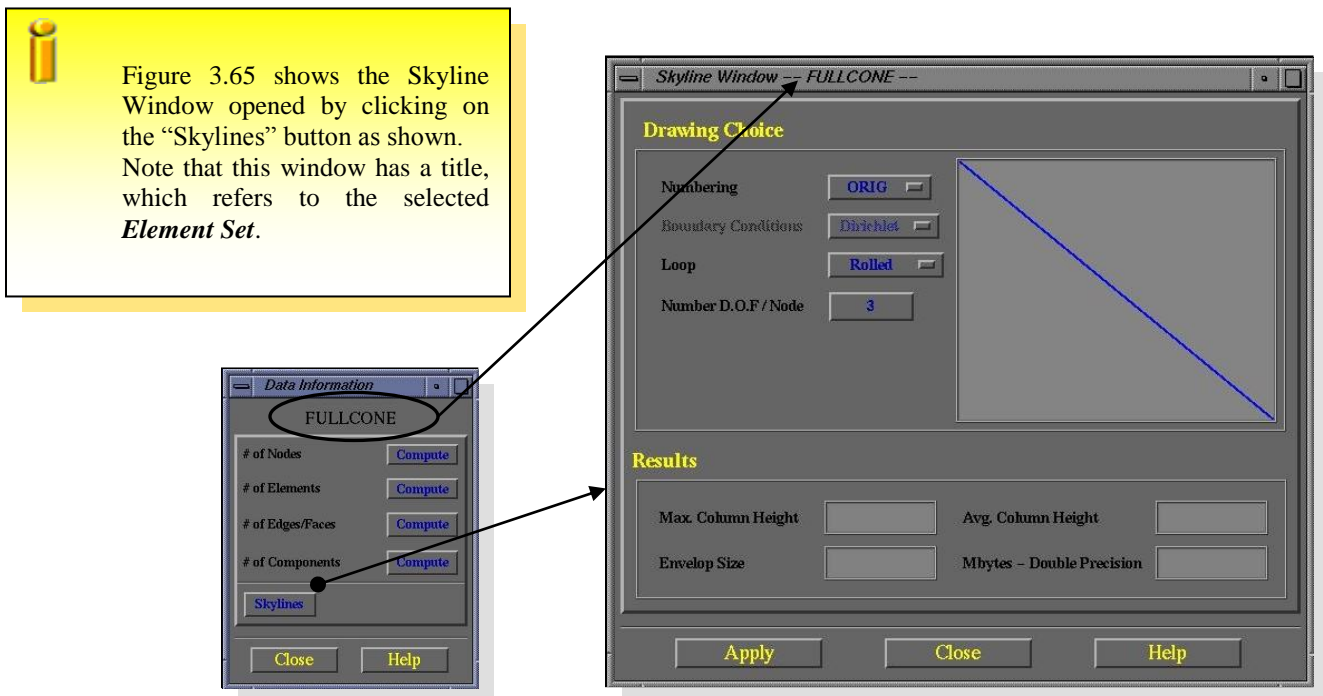 Figure 3.65 shows the Skyline
Window opened by clicking on
the “Skylines” button as shown.
Note that this window has a title,
which refers to the selected
Element Set.
Skyline Window -- FULLCONE --
Drawing Choice
Numbering ORIG
Boundary Conditions Dirichlet
Loop Rolled
Number D.O.F / Node 3
Results
Max. Column Height Avg. Column Height
Envelop Size Mbytes - Double Precision
Apply Close Help
Data Information
FULLCONE
# of Nodes Compute
# of Elements Compute
# of Edges/Faces Compute
# of Components Compute
Skylines
Close Help